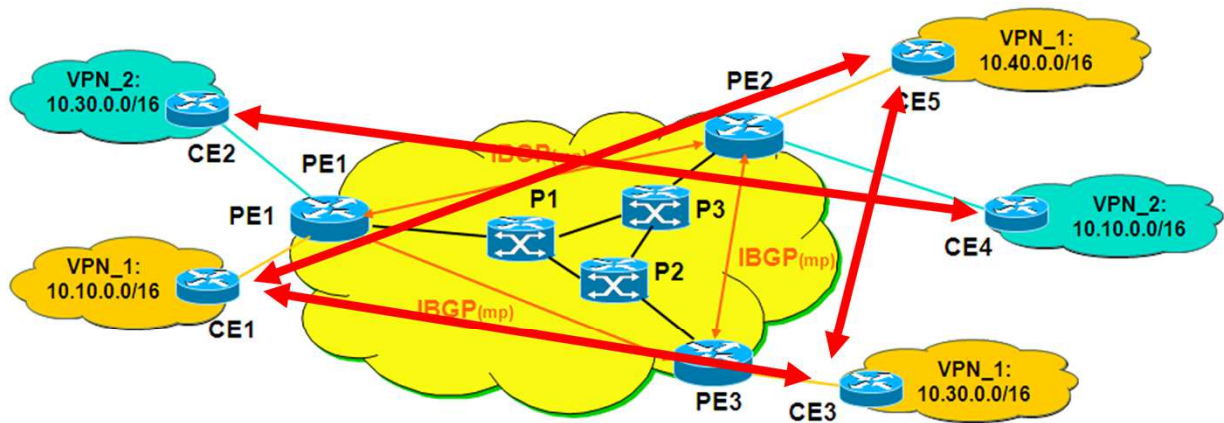 VPN_2:
10.30.0.0/16
CE2
PE1
PE1
VPN_1:
10.10.0.0/16
CE1
IBGP(mp)
P1
P3
P2
IBGP(mp)
IBGP(mp)
PE2
PE3
VPN_1:
10.40.0.0/16
CE5
VPN_2:
10.10.0.0/16
CE4
VPN_1:
10.30.0.0/16
CE3